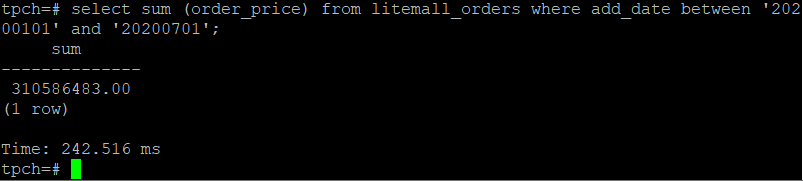 tpch=# select sum (order_price) from litemall_orders where add_date between '202
00101' and '20200701';
     sum
--------------
 310586483.00
(1 row)

Time: 242.516 ms
tpch=#